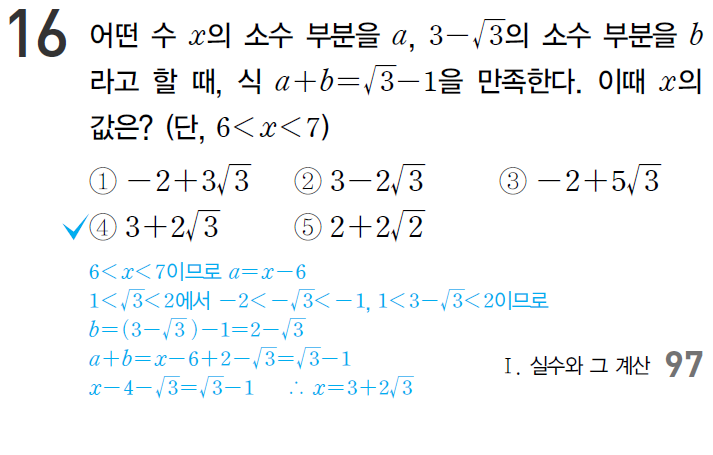 16 어떤 수 x의 소수 부분을 a, 3-√3의 소수 부분을 b
라고 할 때, 식 a+b=√3-1을 만족한다. 이때 x의
값은? (단, 6<x<7)
① -2+3√3 ② 3-2√3 ③ -2+5√3
④ 3+2√3 ⑤ 2+2√2
6<x<7이므로 a=x-6
1<√3<2에서 -2<-√3<-1, 1<3-√3<2이므로
b=(3-√3)-1=2-√3
a+b=x-6+2-√3=√3-1
x-4-√3=√3-1 ∴ x=3+2√3
Ⅰ. 실수와 그 계산 97